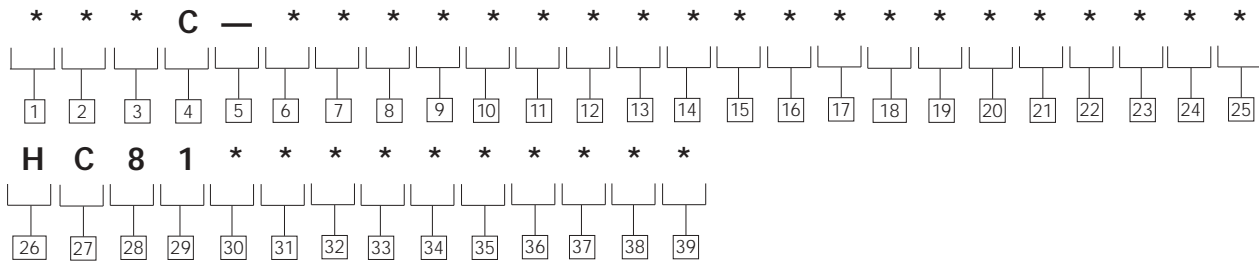 * * * C — * * * * * * * * * * * * * * * * * * * *
1 2 3 4 5 6 7 8 9 10 11 12 13 14 15 16 17 18 19 20 21 22 23 24 25
H C 8 1 * * * * * * * * * *
26 27 28 29 30 31 32 33 34 35 36 37 38 39